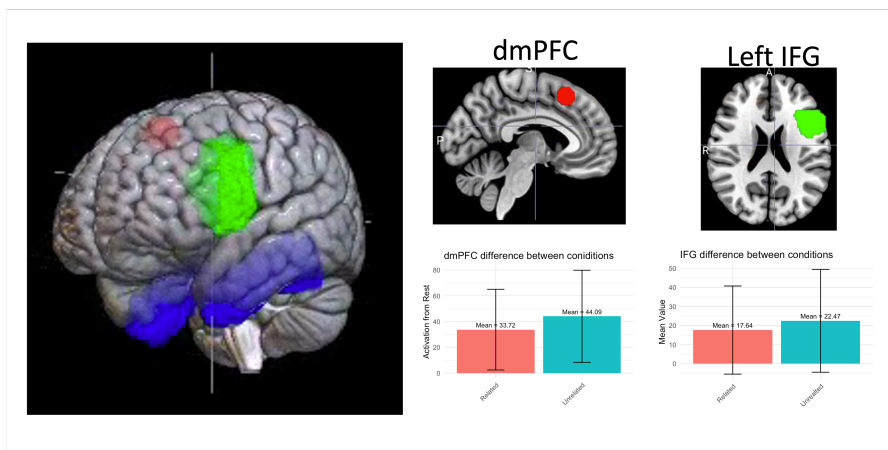 dmPFC
Left IFG
S
A
P
R
dmPFC difference between coniditions
Activation from Rest
80
60
40
20
0
Mean = 33.72
Mean = 44.09
Related
Unrelated
IFG difference between conditions
Mean Value
50
40
30
20
10
0
Mean = 17.64
Mean = 22.47
Related
Unrealted